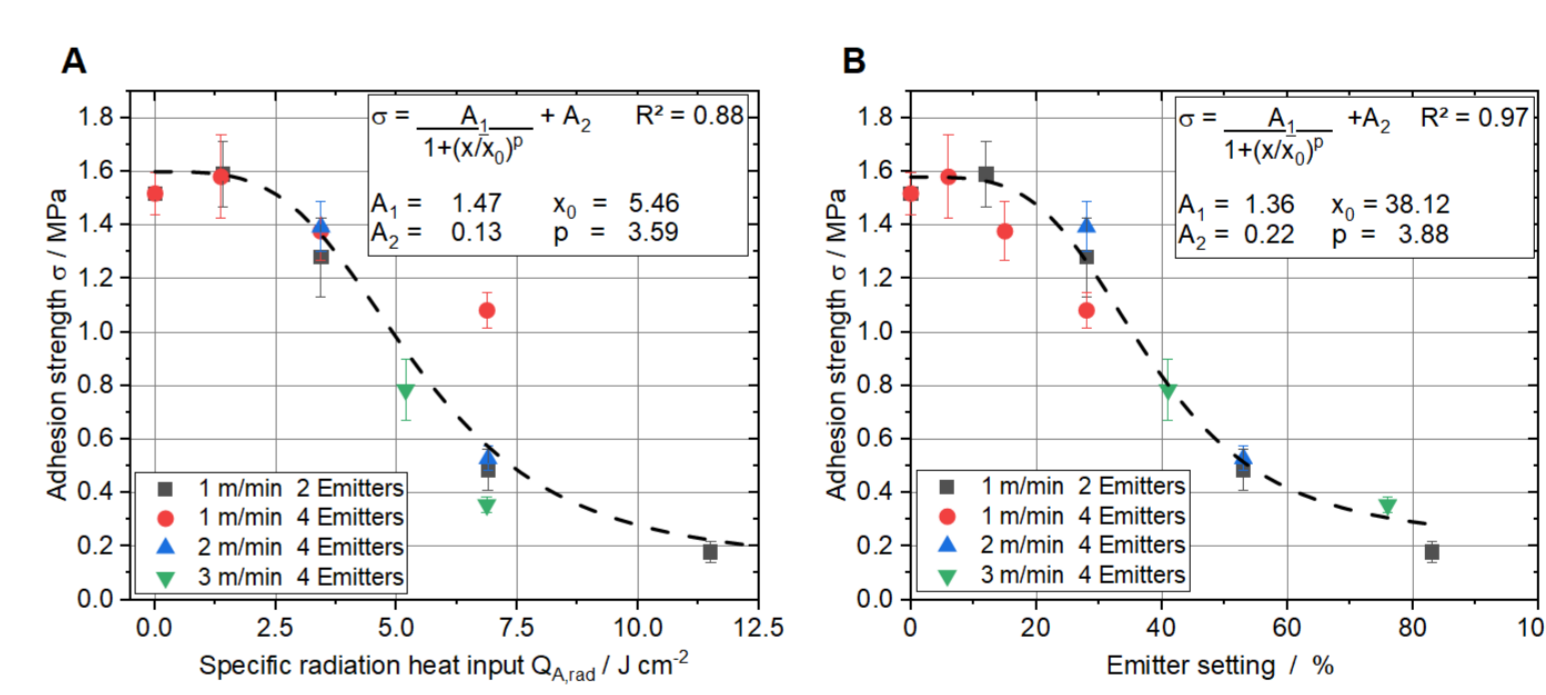 A
Adhesion strength σ / MPa
1.8
1.6
1.4
1.2
1.0
0.8
0.6
0.4
0.2
0.0
σ = A₁ / 1+(x/x₀)ᵖ + A₂ R² = 0.88
A₁ = 1.47 x₀ = 5.46
A₂ = 0.13 p = 3.59
1 m/min 2 Emitters
1 m/min 4 Emitters
2 m/min 4 Emitters
3 m/min 4 Emitters
0.0 2.5 5.0 7.5 10.0 12.5
Specific radiation heat input Q_A,rad / J cm⁻²
B
Adhesion strength σ / MPa
1.8
1.6
1.4
1.2
1.0
0.8
0.6
0.4
0.2
0.0
σ = A₁ / 1+(x/x₀)ᵖ +A₂ R² = 0.97
A₁ = 1.36 x₀ = 38.12
A₂ = 0.22 p = 3.88
1 m/min 2 Emitters
1 m/min 4 Emitters
2 m/min 4 Emitters
3 m/min 4 Emitters
0 20 40 60 80 10
Emitter setting / %